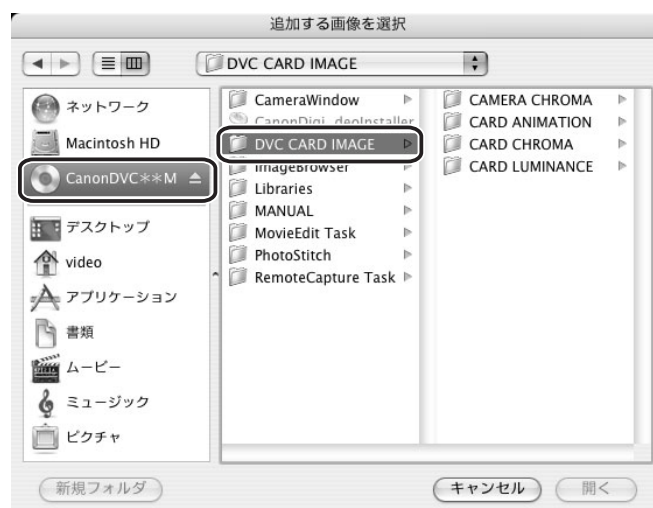 追加する画像を選択
DVC CARD IMAGE
ネットワーク
Macintosh HD
CanonDVC**M
デスクトップ
video
アプリケーション
書類
ムービー
ミュージック
ピクチャ
CameraWindow
CanonDigi deoInstaller
DVC CARD IMAGE
ImageBrowser
Libraries
MANUAL
MovieEdit Task
PhotoStitch
RemoteCapture Task
CAMERA CHROMA
CARD ANIMATION
CARD CHROMA
CARD LUMINANCE
新規フォルダ
キャンセル
開く